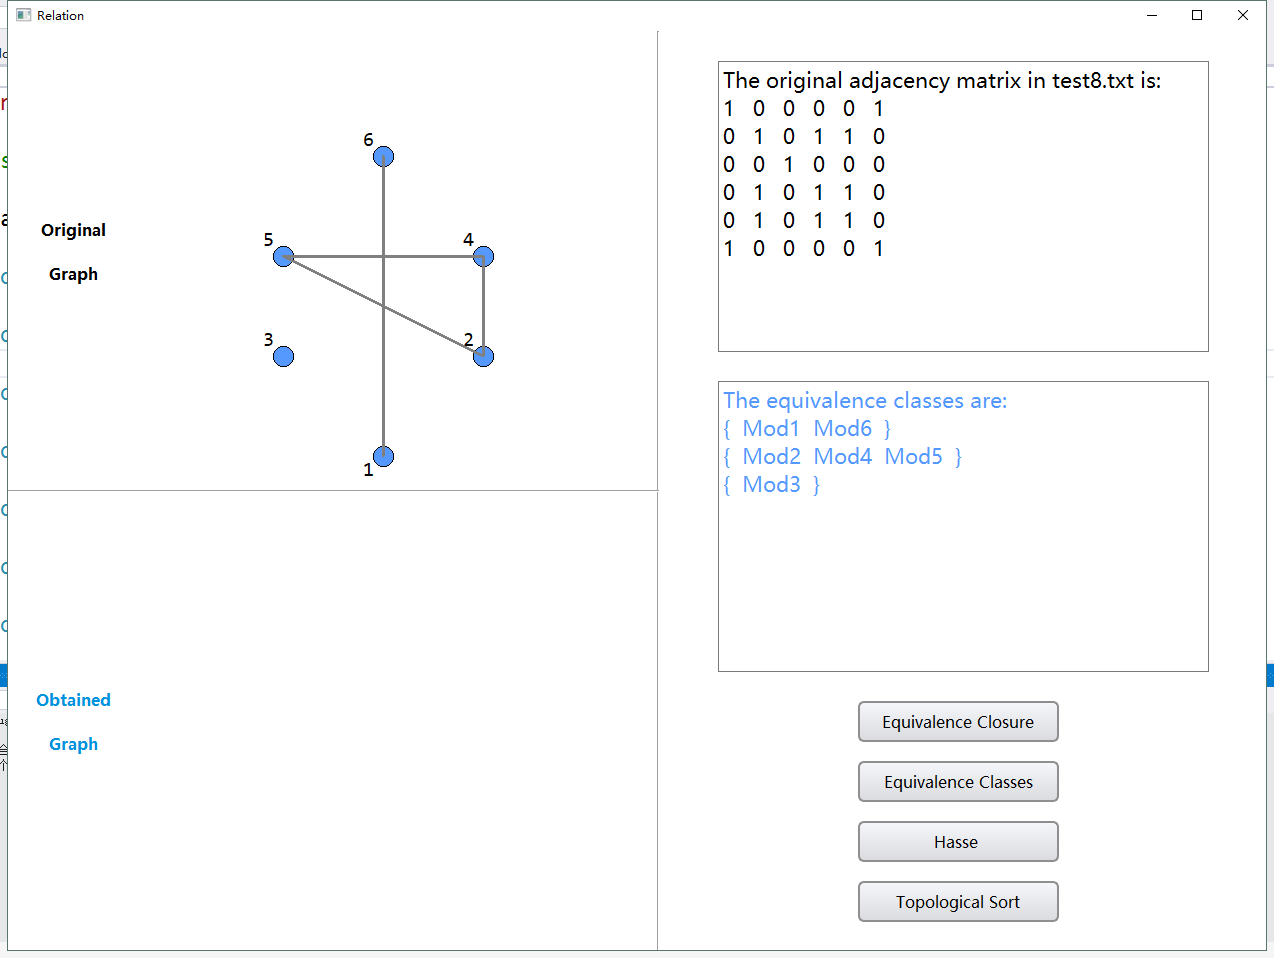 Relation
Original
Graph
6
5
4
3
2
1
The original adjacency matrix in test8.txt is:
1 0 0 0 0 1
0 1 0 1 1 0
0 0 1 0 0 0
0 1 0 1 1 0
0 1 0 1 1 0
1 0 0 0 0 1
The equivalence classes are:
{ Mod1 Mod6 }
{ Mod2 Mod4 Mod5 }
{ Mod3 }
Obtained
Graph
Equivalence Closure
Equivalence Classes
Hasse
Topological Sort